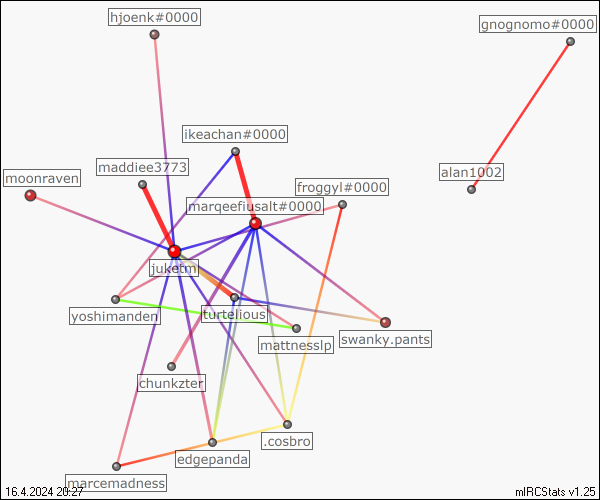 hjoenk#0000
gnognomo#0000
ikeachan#0000
maddiee3773
moonraven
alan1002
froggyl#0000
marqeefiusalt#0000
juketm
yoshimanden
turtelious
mattnesslp
swanky.pants
chunkzter
.cosbro
edgepanda
marcemadness
16.4.2024 20:27
mIRCStats v1.25